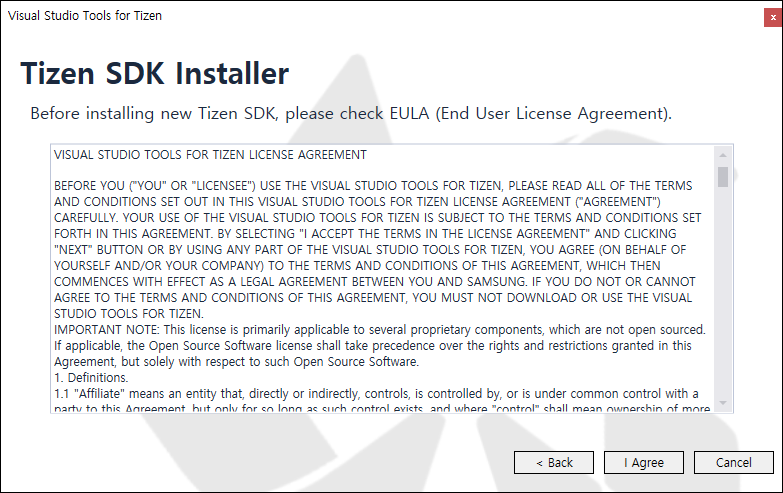 Visual Studio Tools for Tizen
x
Tizen SDK Installer
Before installing new Tizen SDK, please check EULA (End User License Agreement).
VISUAL STUDIO TOOLS FOR TIZEN LICENSE AGREEMENT
BEFORE YOU ("YOU" OR "LICENSEE") USE THE VISUAL STUDIO TOOLS FOR TIZEN, PLEASE READ ALL OF THE TERMS
AND CONDITIONS SET OUT IN THIS VISUAL STUDIO TOOLS FOR TIZEN LICENSE AGREEMENT ("AGREEMENT")
CAREFULLY. YOUR USE OF THE VISUAL STUDIO TOOLS FOR TIZEN IS SUBJECT TO THE TERMS AND CONDITIONS SET
FORTH IN THIS AGREEMENT. BY SELECTING "I ACCEPT THE TERMS IN THE LICENSE AGREEMENT" AND CLICKING
"NEXT" BUTTON OR BY USING ANY PART OF THE VISUAL STUDIO TOOLS FOR TIZEN, YOU AGREE (ON BEHALF OF
YOURSELF AND/OR YOUR COMPANY) TO THE TERMS AND CONDITIONS OF THIS AGREEMENT, WHICH THEN
COMMENCES WITH EFFECT AS A LEGAL AGREEMENT BETWEEN YOU AND SAMSUNG. IF YOU DO NOT OR CANNOT
AGREE TO THE TERMS AND CONDITIONS OF THIS AGREEMENT, YOU MUST NOT DOWNLOAD OR USE THE VISUAL
STUDIO TOOLS FOR TIZEN.
IMPORTANT NOTE: This license is primarily applicable to several proprietary components, which are not open sourced.
If applicable, the Open Source Software license shall take precedence over the rights and restrictions granted in this
Agreement, but solely with respect to such Open Source Software.
1. Definitions.
1.1 "Affiliate" means an entity that, directly or indirectly, controls, is controlled by, or is under common control with a
party to this Agreement, but only for so long as such control exists, and where "control" shall mean ownership of more
< Back
I Agree
Cancel